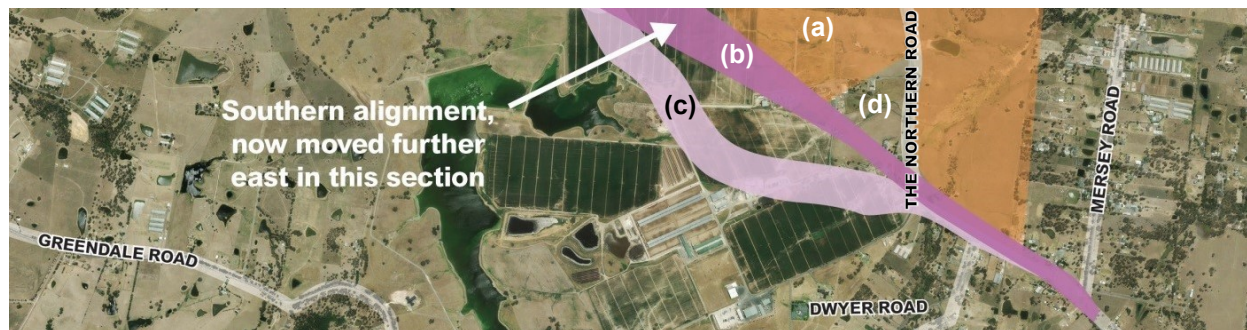 (a)
(b)
(c)
(d)
Southern alignment,
now moved further
east in this section
THE NORTHERN ROAD
MERSEY ROAD
GREENDALE ROAD
DWYER ROAD